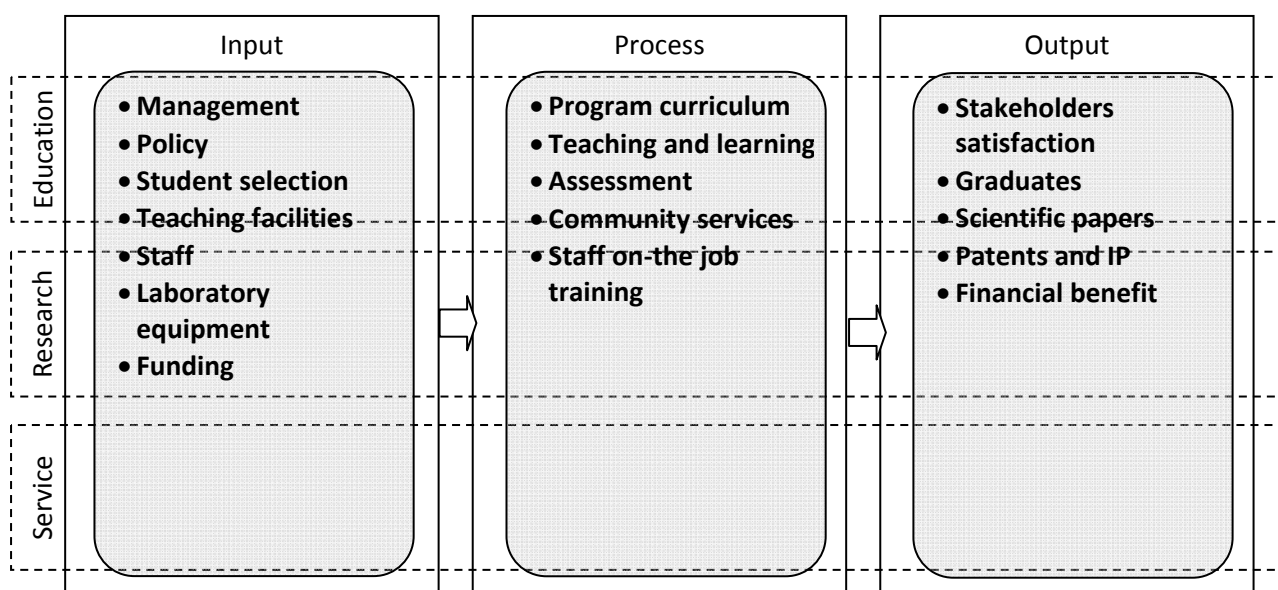 Input
• Management
• Policy
• Student selection
• Teaching facilities
• Staff
• Laboratory
equipment
• Funding
Process
• Program curriculum
• Teaching and learning
• Assessment
• Community services
• Staff on-the job
training
Output
• Stakeholders
satisfaction
• Graduates
• Scientific papers
• Patents and IP
• Financial benefit
Education
Research
Service